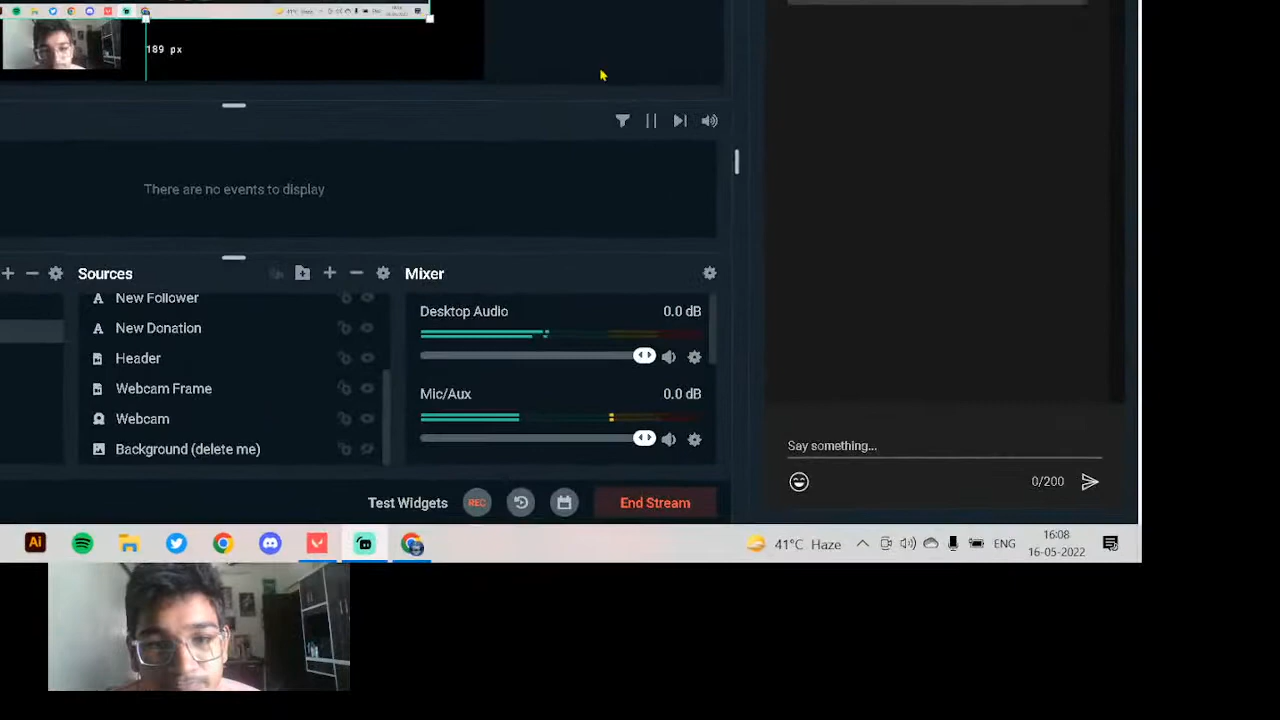 189 px
There are no events to display
Sources
Mixer
New Follower
New Donation
Header
Webcam Frame
Webcam
Background (delete me)
Desktop Audio 0.0 dB
Mic/Aux 0.0 dB
Say something...
0/200
Test Widgets
REC
End Stream
Ai
41°C Haze
ENG
16:08
16-05-2022